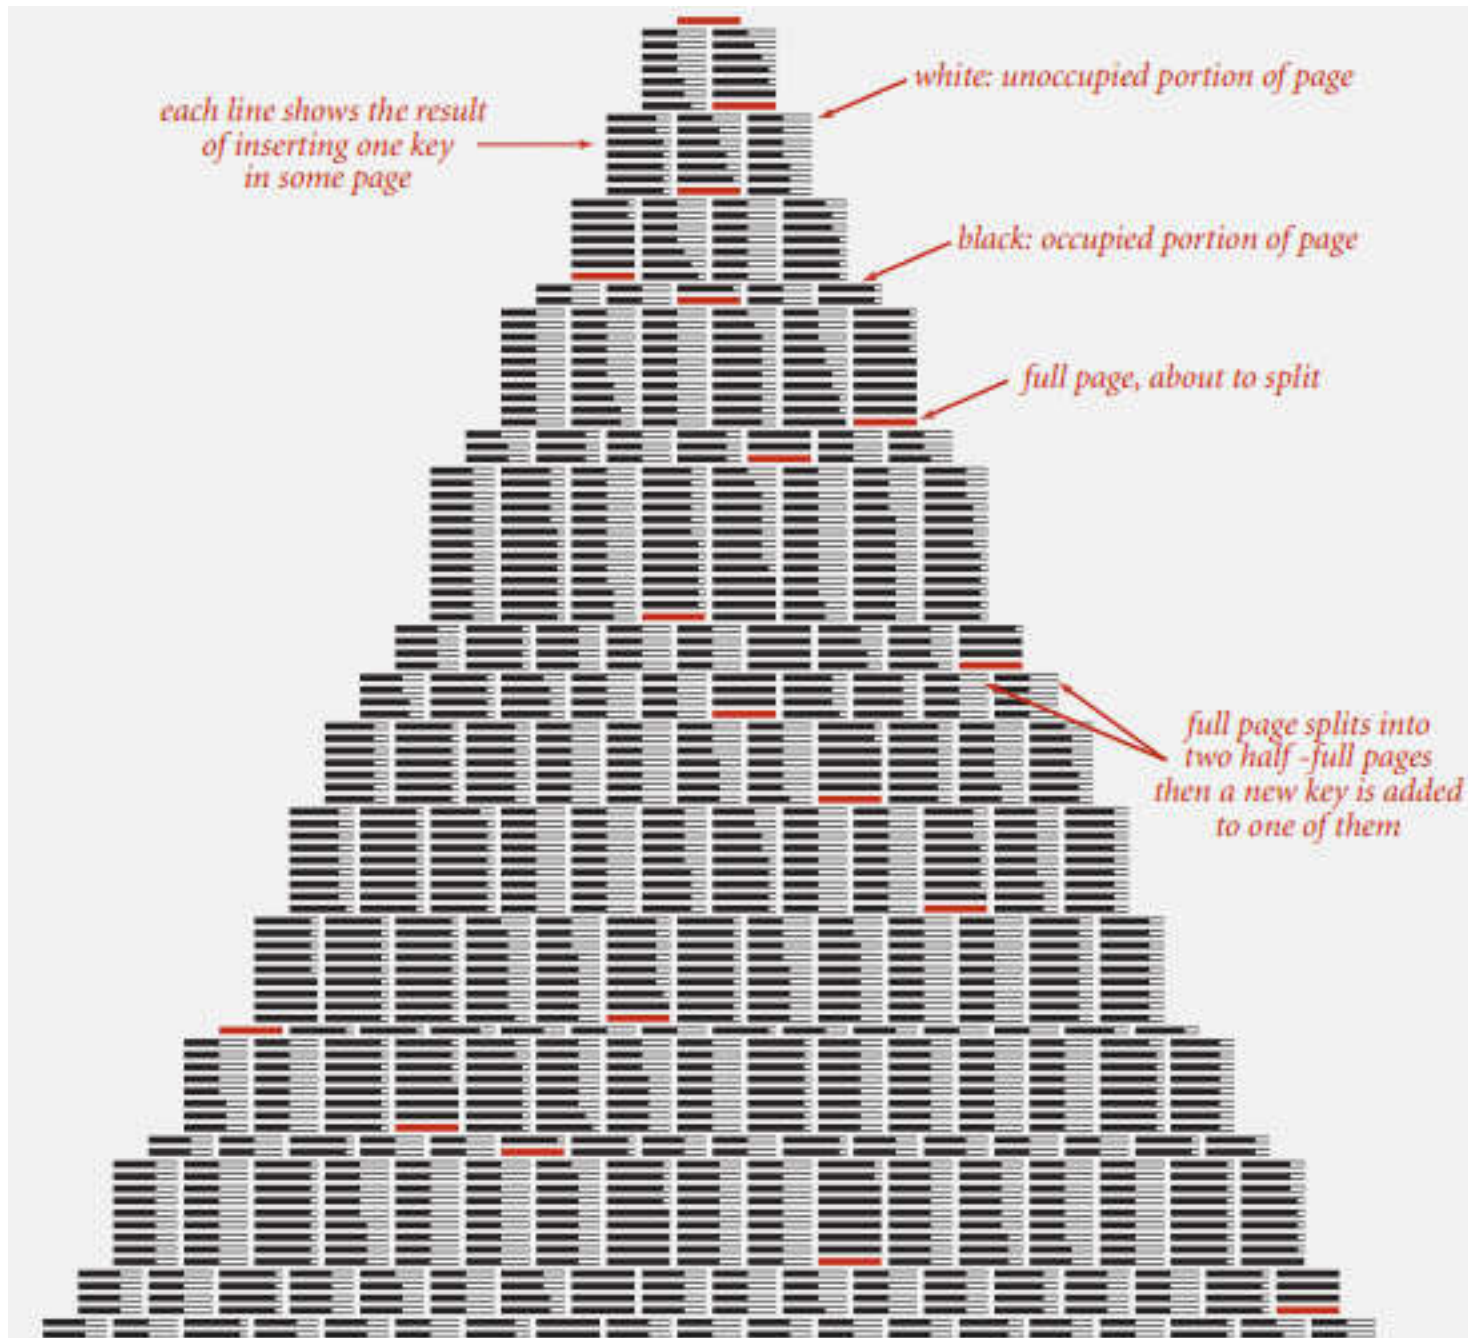 white: unoccupied portion of page
each line shows the result
of inserting one key
in some page
black: occupied portion of page
full page, about to split
full page splits into
two half -full pages
then a new key is added
to one of them